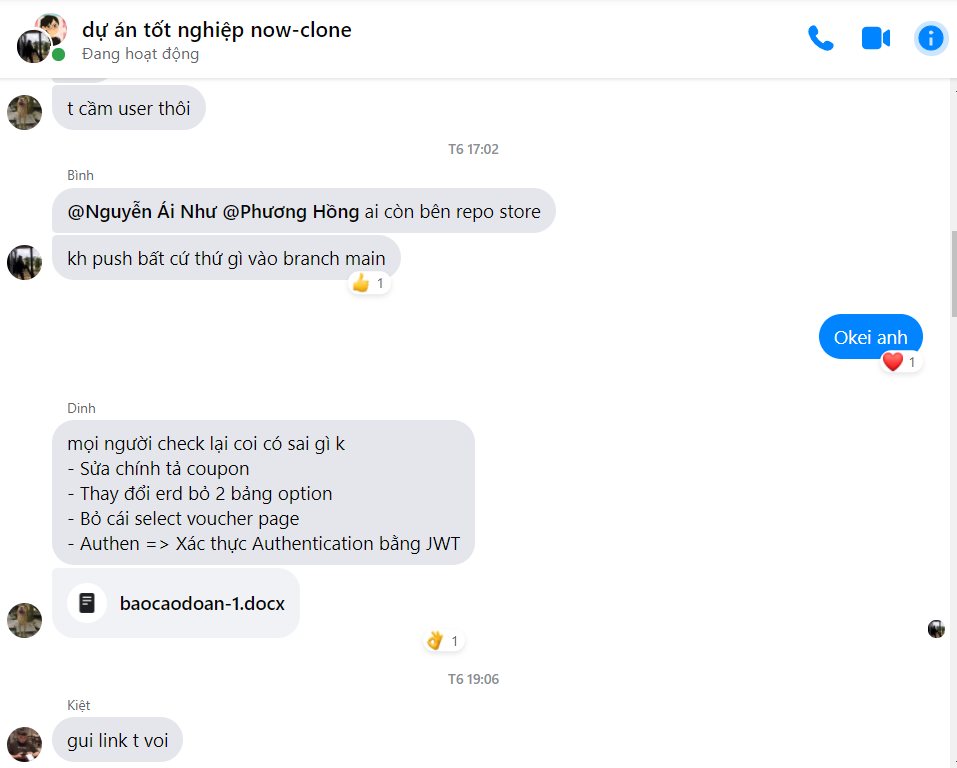 dự án tốt nghiệp now-clone
Đang hoạt động
t cầm user thôi
T6 17:02
Bình
@Nguyễn Ái Như @Phương Hồng ai còn bên repo store
kh push bất cứ thứ gì vào branch main
1
Okei anh
1
Dinh
mọi người check lại coi có sai gì k
- Sửa chính tả coupon
- Thay đổi erd bỏ 2 bảng option
- Bỏ cái select voucher page
- Authen => Xác thực Authentication bằng JWT
baocaodoan-1.docx
1
T6 19:06
Kiệt
gui link t voi